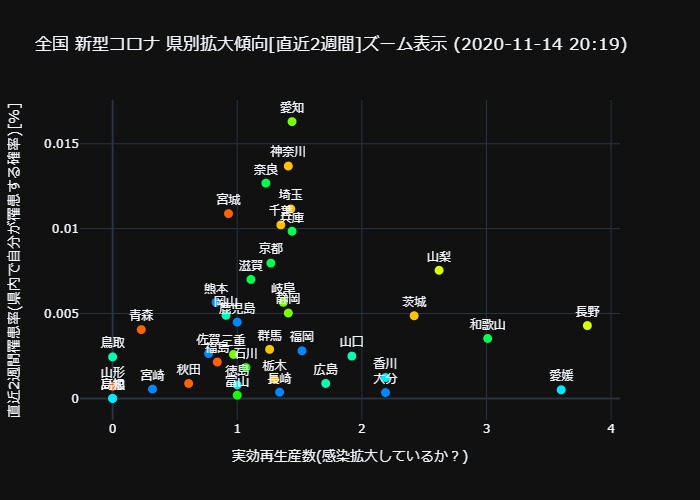 全国 新型コロナ 県別拡大傾向[直近2週間]ズーム表示 (2020-11-14 20:19)
直近2週間罹患率(県内で自分が罹患する確率)[%]
0.015
0.01
0.005
0
愛知
神奈川
奈良
宮城
埼玉
千葉
兵庫
京都
滋賀
山梨
熊本
岐阜
岡山
静岡
鹿児島
茨城
長野
青森
和歌山
佐賀
三重
群馬
福岡
福島
石川
鳥取
山口
山形
宮崎
秋田
徳島
栃木
広島
香川
富山
長崎
大分
愛媛
0
1
2
3
4
実効再生産数(感染拡大しているか？)